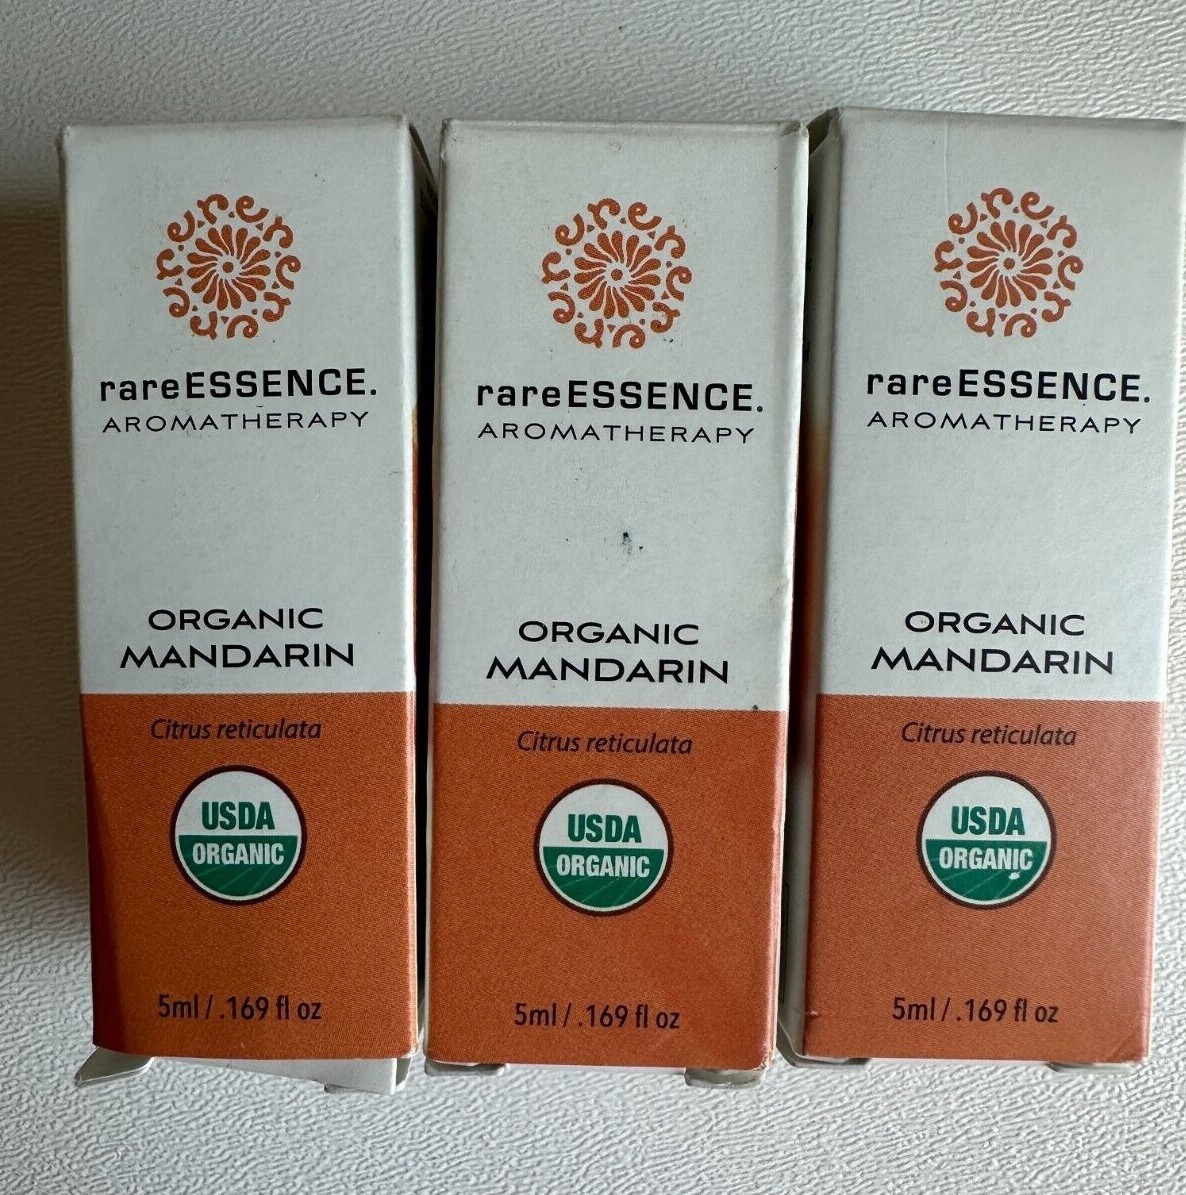 rareESSENCE.
AROMATHERAPY
ORGANIC
MANDARIN
Citrus reticulata
USDA
ORGANIC
5ml / .169 fl oz
rareESSENCE.
AROMATHERAPY
ORGANIC
MANDARIN
Citrus reticulata
USDA
ORGANIC
5ml / .169 fl oz
rareESSENCE.
AROMATHERAPY
ORGANIC
MANDARIN
Citrus reticulata
USDA
ORGANIC
5ml / .169 fl oz